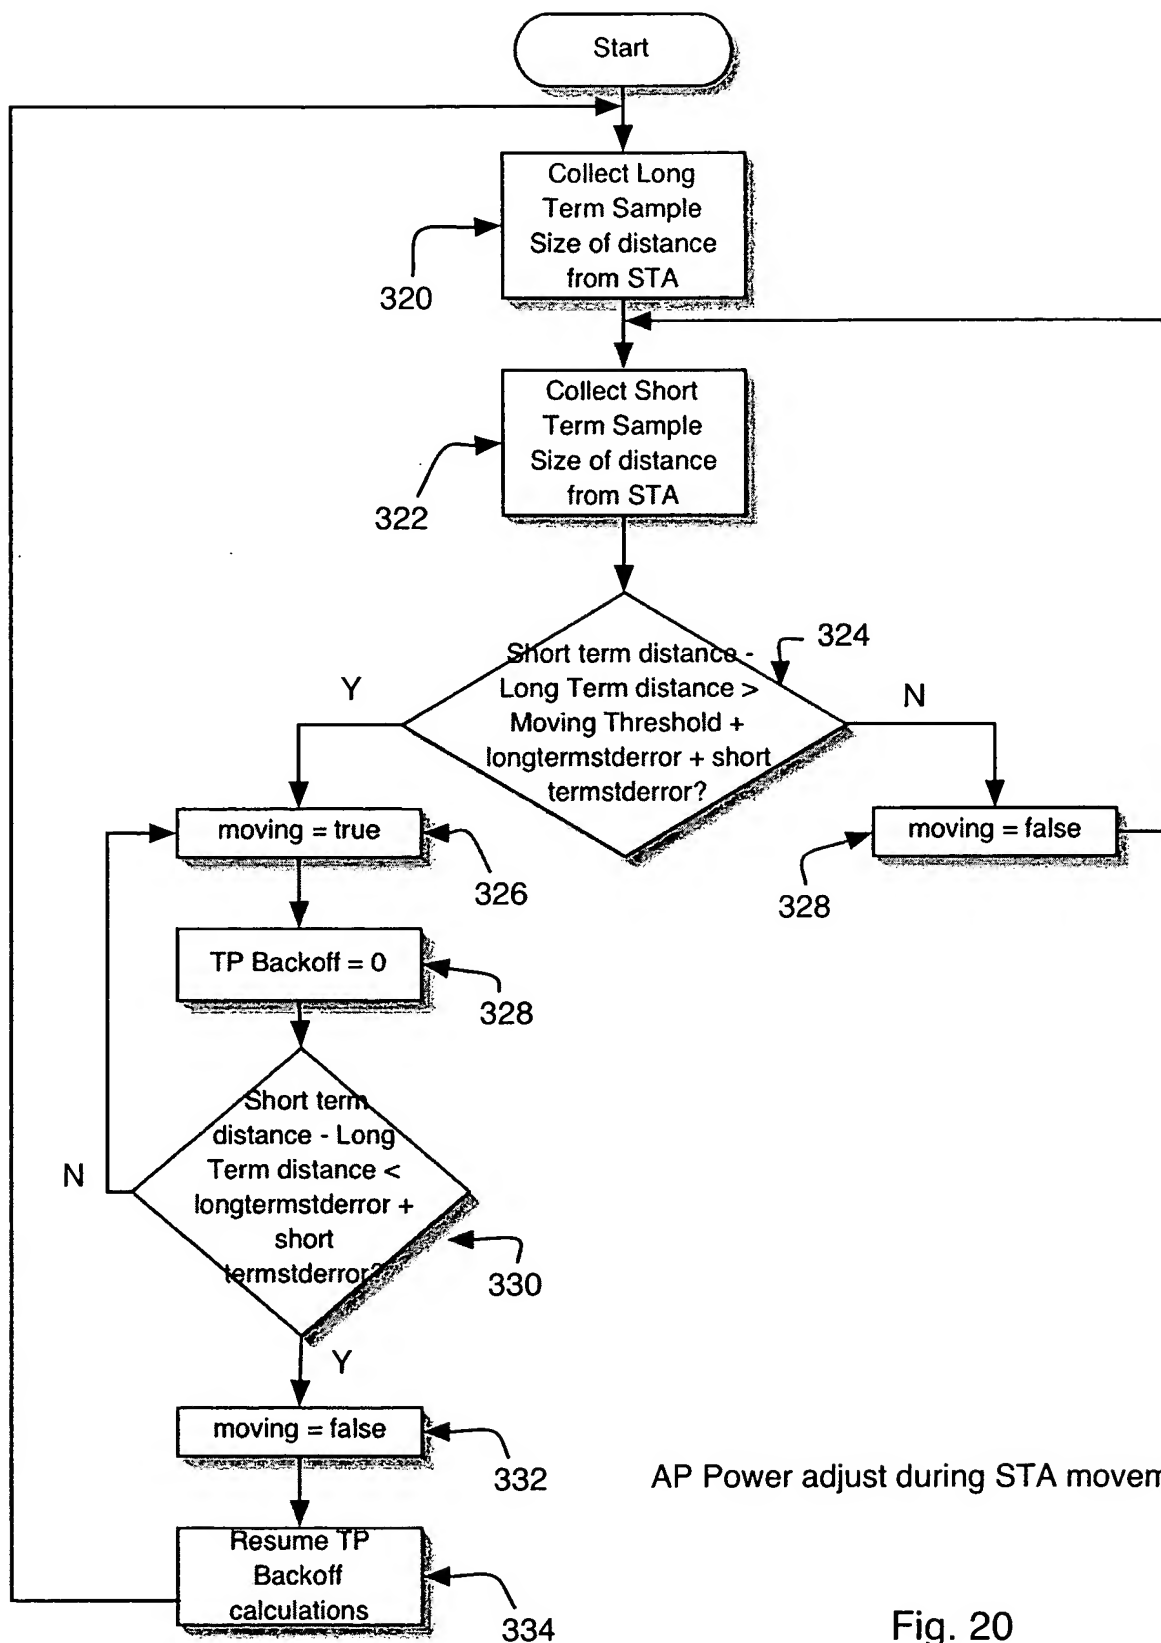 Start
Collect Long
Term Sample
Size of distance
from STA
320
Collect Short
Term Sample
Size of distance
from STA
322
324
Short term distance -
Long Term distance >
Moving Threshold +
longtermstderror + short
termstderror?
Y
N
moving = true
326
moving = false
328
TP Backoff = 0
328
Short term
distance - Long
Term distance <
longtermstderror +
short
termstderror?
N
330
Y
moving = false
332
AP Power adjust during STA movem
Resume TP
Backoff
calculations
334
Fig. 20